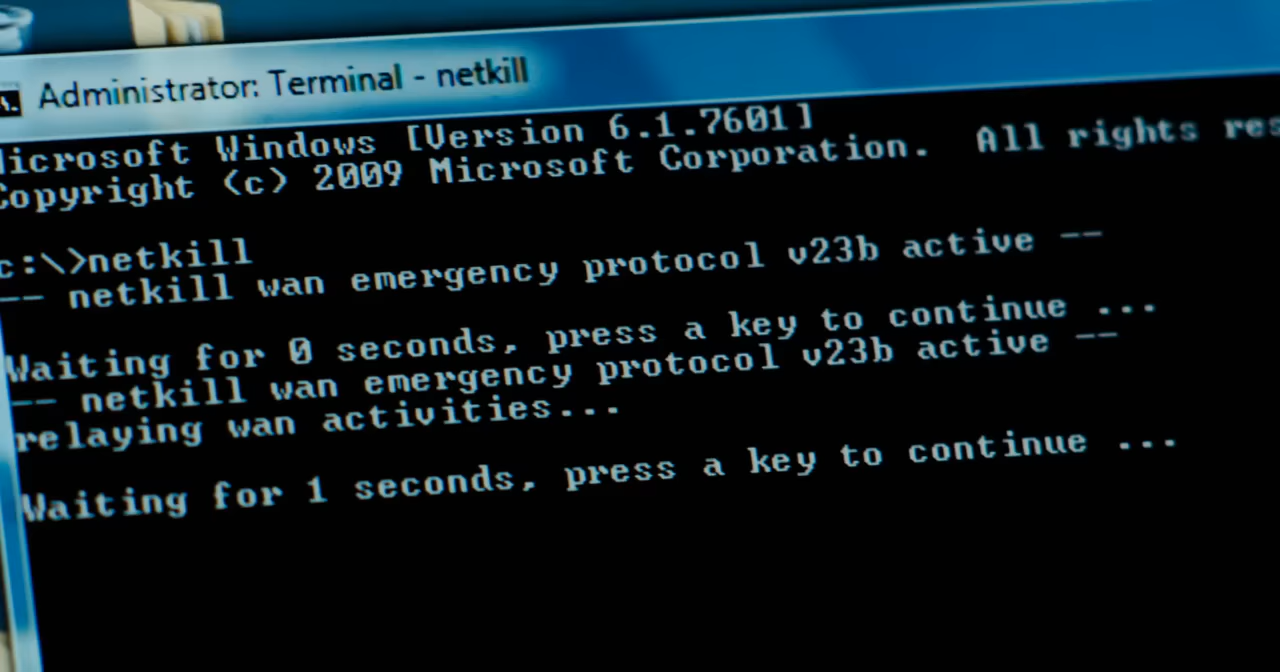 Administrator: Terminal - netkill
Microsoft Windows [Version 6.1.7601]
Copyright (c) 2009 Microsoft Corporation. All rights res
c:\>netkill
-- netkill wan emergency protocol v23b active --
Waiting for 0 seconds, press a key to continue ...
-- netkill wan emergency protocol v23b active --
relaying wan activities...
Waiting for 1 seconds, press a key to continue ...